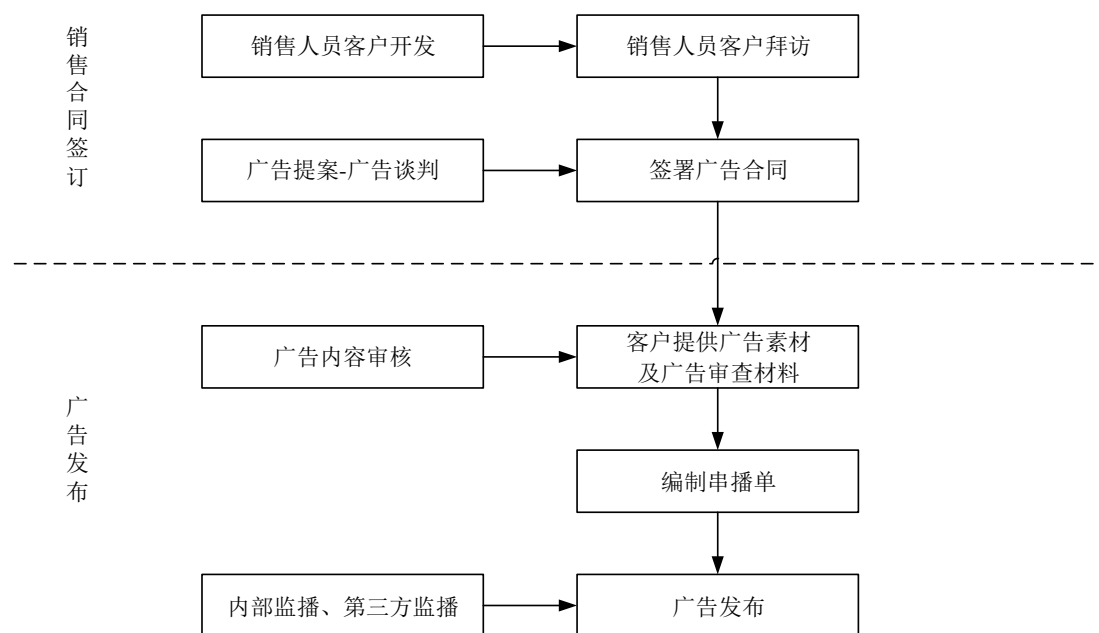 销售合同签订
销售人员客户开发
销售人员客户拜访
广告提案-广告谈判
签署广告合同
广告发布
广告内容审核
客户提供广告素材
及广告审查材料
编制串播单
内部监播、第三方监播
广告发布